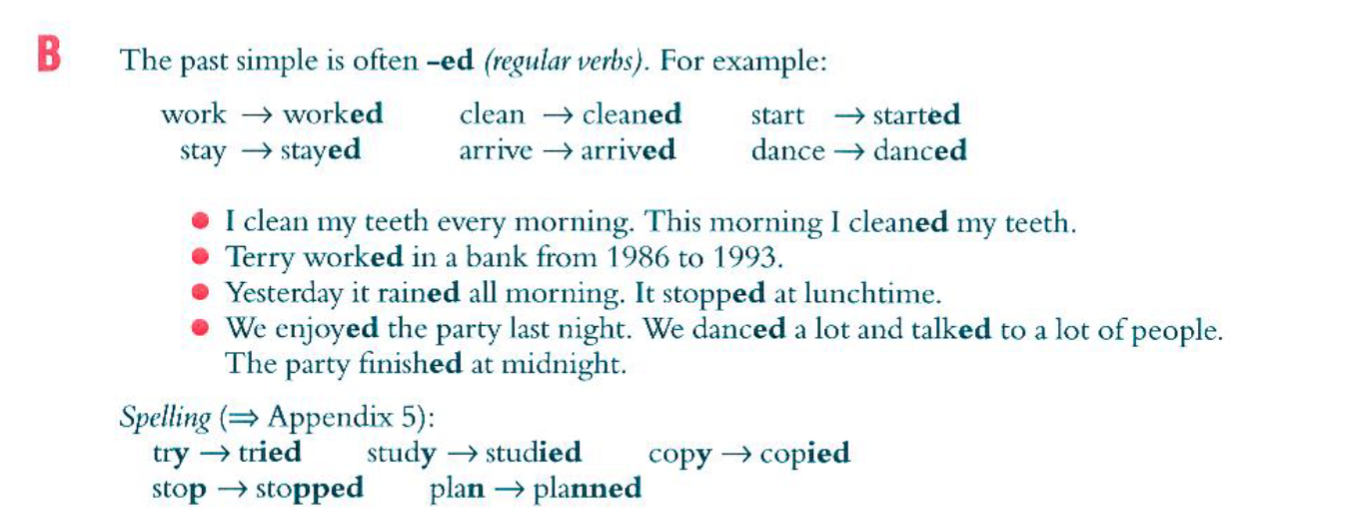 B The past simple is often –ed (regular verbs). For example:
work → worked clean → cleaned start → started
stay → stayed arrive → arrived dance → danced
● I clean my teeth every morning. This morning I cleaned my teeth.
● Terry worked in a bank from 1986 to 1993.
● Yesterday it rained all morning. It stopped at lunchtime.
● We enjoyed the party last night. We danced a lot and talked to a lot of people.
The party finished at midnight.
Spelling (⇒ Appendix 5):
try → tried study → studied copy → copied
stop → stopped plan → planned